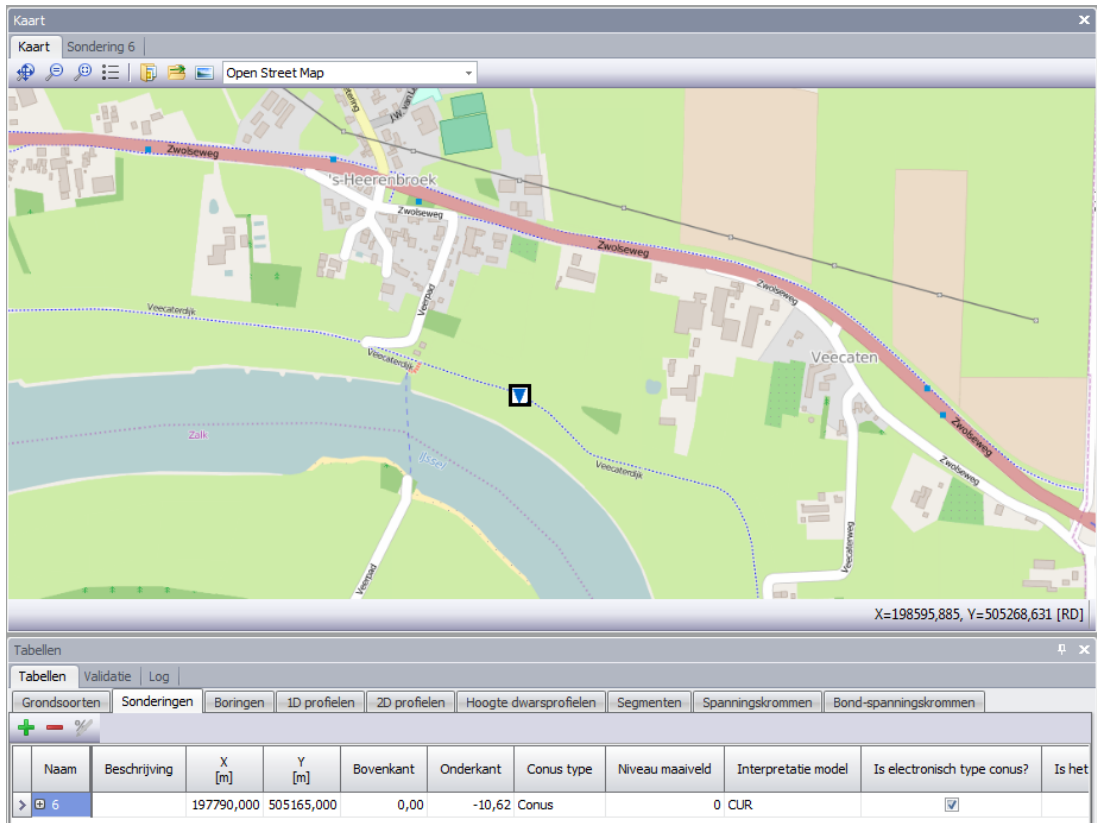 Kaart
Kaart Sondering 6
Open Street Map
J.W. van
Zwolseweg
's-Heerenbroek
Zwolseweg
Zwolseweg
Veerpad
Zwolseweg
Veecaterdijk
Veecaterdijk
Veecaten
Zalk
IJssel
Zwolseweg
Veecaterdijk
Zwolseweg
Veecaterweg
Veerpad
X=198595,885, Y=505268,631 [RD]
Tabellen
Tabellen Validatie Log
Grondsoorten Sonderingen Boringen 1D profielen 2D profielen Hoogte dwarsprofielen Segmenten Spanningskrommen Bond-spanningskrommen
Naam Beschrijving X [m] Y [m] Bovenkant Onderkant Conus type Niveau maaiveld Interpretatie model Is electronisch type conus? Is het
6 197790,000 505165,000 0,00 -10,62 Conus 0 CUR